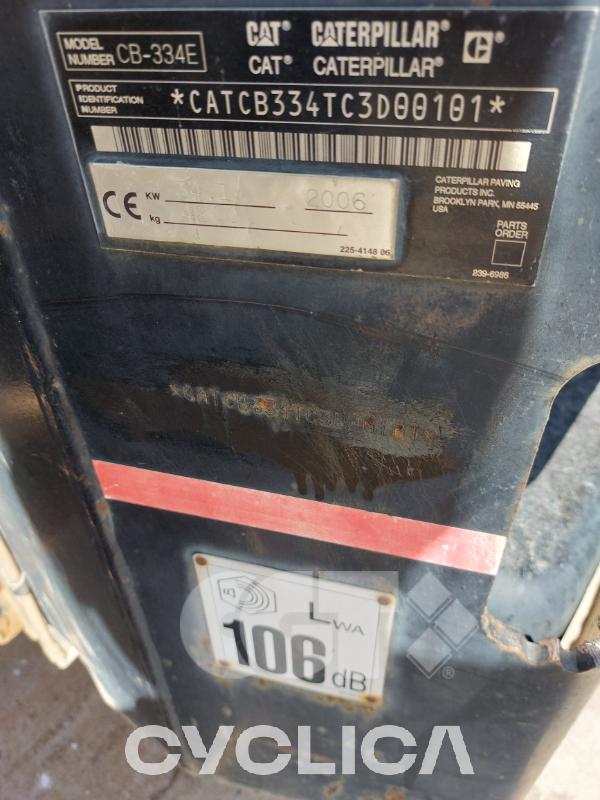 CAT CATERPILLAR C
MODEL NUMBER CB-334E
CAT® CATERPILLAR®
PRODUCT IDENTIFICATION NUMBER *CATCB334TC3D00101*
CE KW 2006
kg
225-4148 06
CATERPILLAR PAVING
PRODUCTS INC.
BROOKLYN PARK, MN 55445
USA
PARTS
ORDER
239-6986
LWA
106 dB
CYCLICA